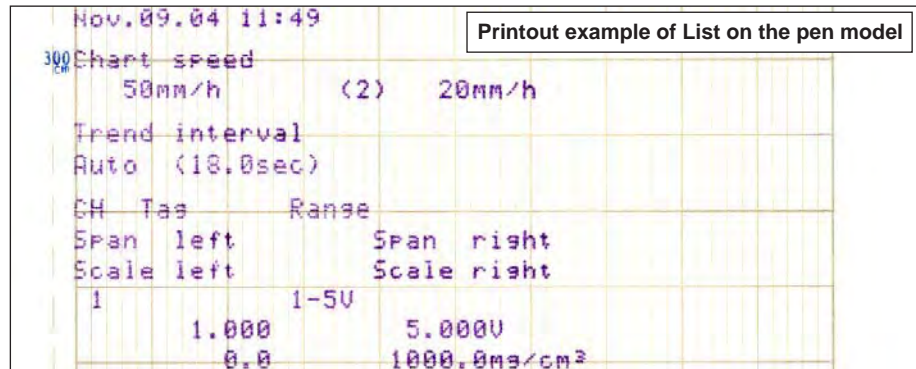 Nov.09.04 11:49
Printout example of List on the pen model
300 cm
Chart speed
50mm/h (2) 20mm/h
Trend interval
Auto (18.0sec)
CH Tag Range
Span left Span right
Scale left Scale right
1 1-5V
1.000 5.000V
0.0 1000.0mg/cm³